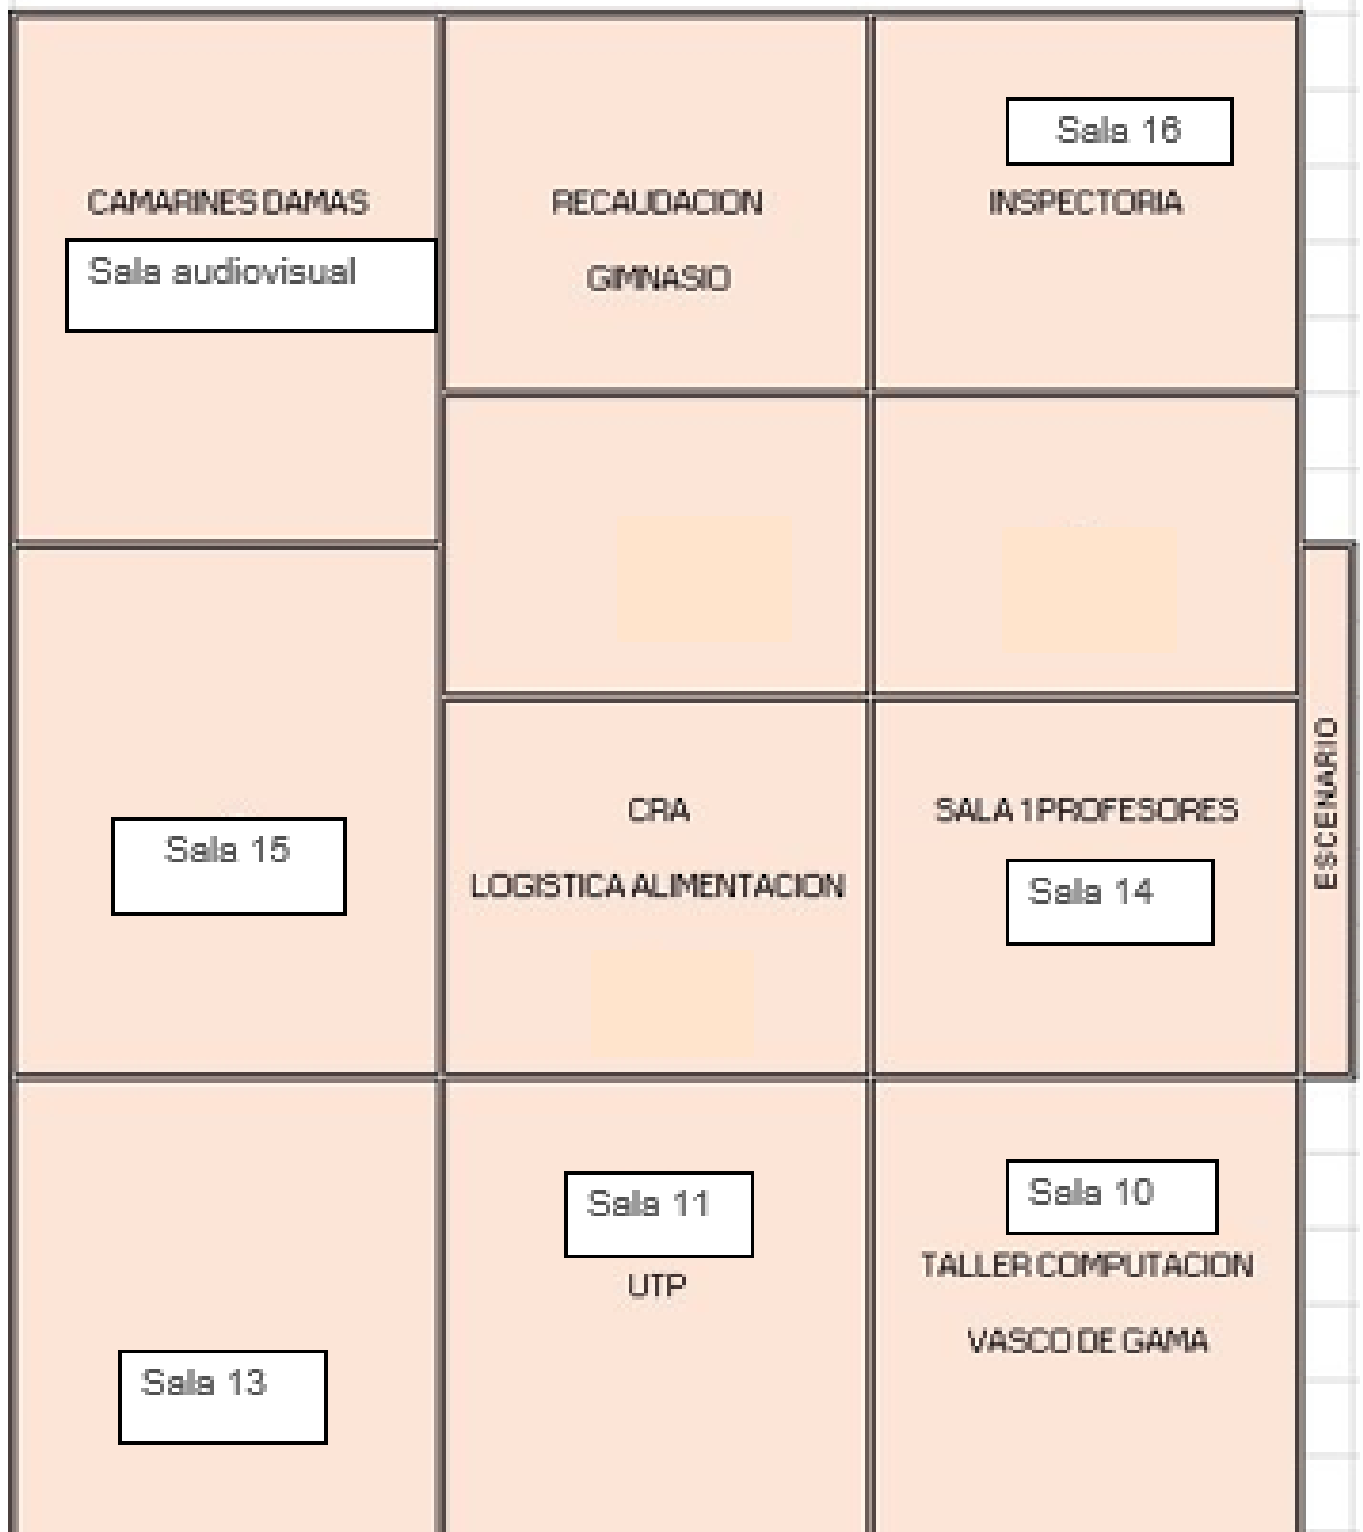 CAMARINES DAMAS
Sala audiovisual
RECAUDACION
GIMNASIO
Sala 16
INSPECTORIA
Sala 15
CRA
LOGISTICA ALIMENTACION
SALA 1 PROFESORES
Sala 14
ESCENARIO
Sala 13
Sala 11
UTP
Sala 10
TALLER COMPUTACION
VASCO DE GAMA